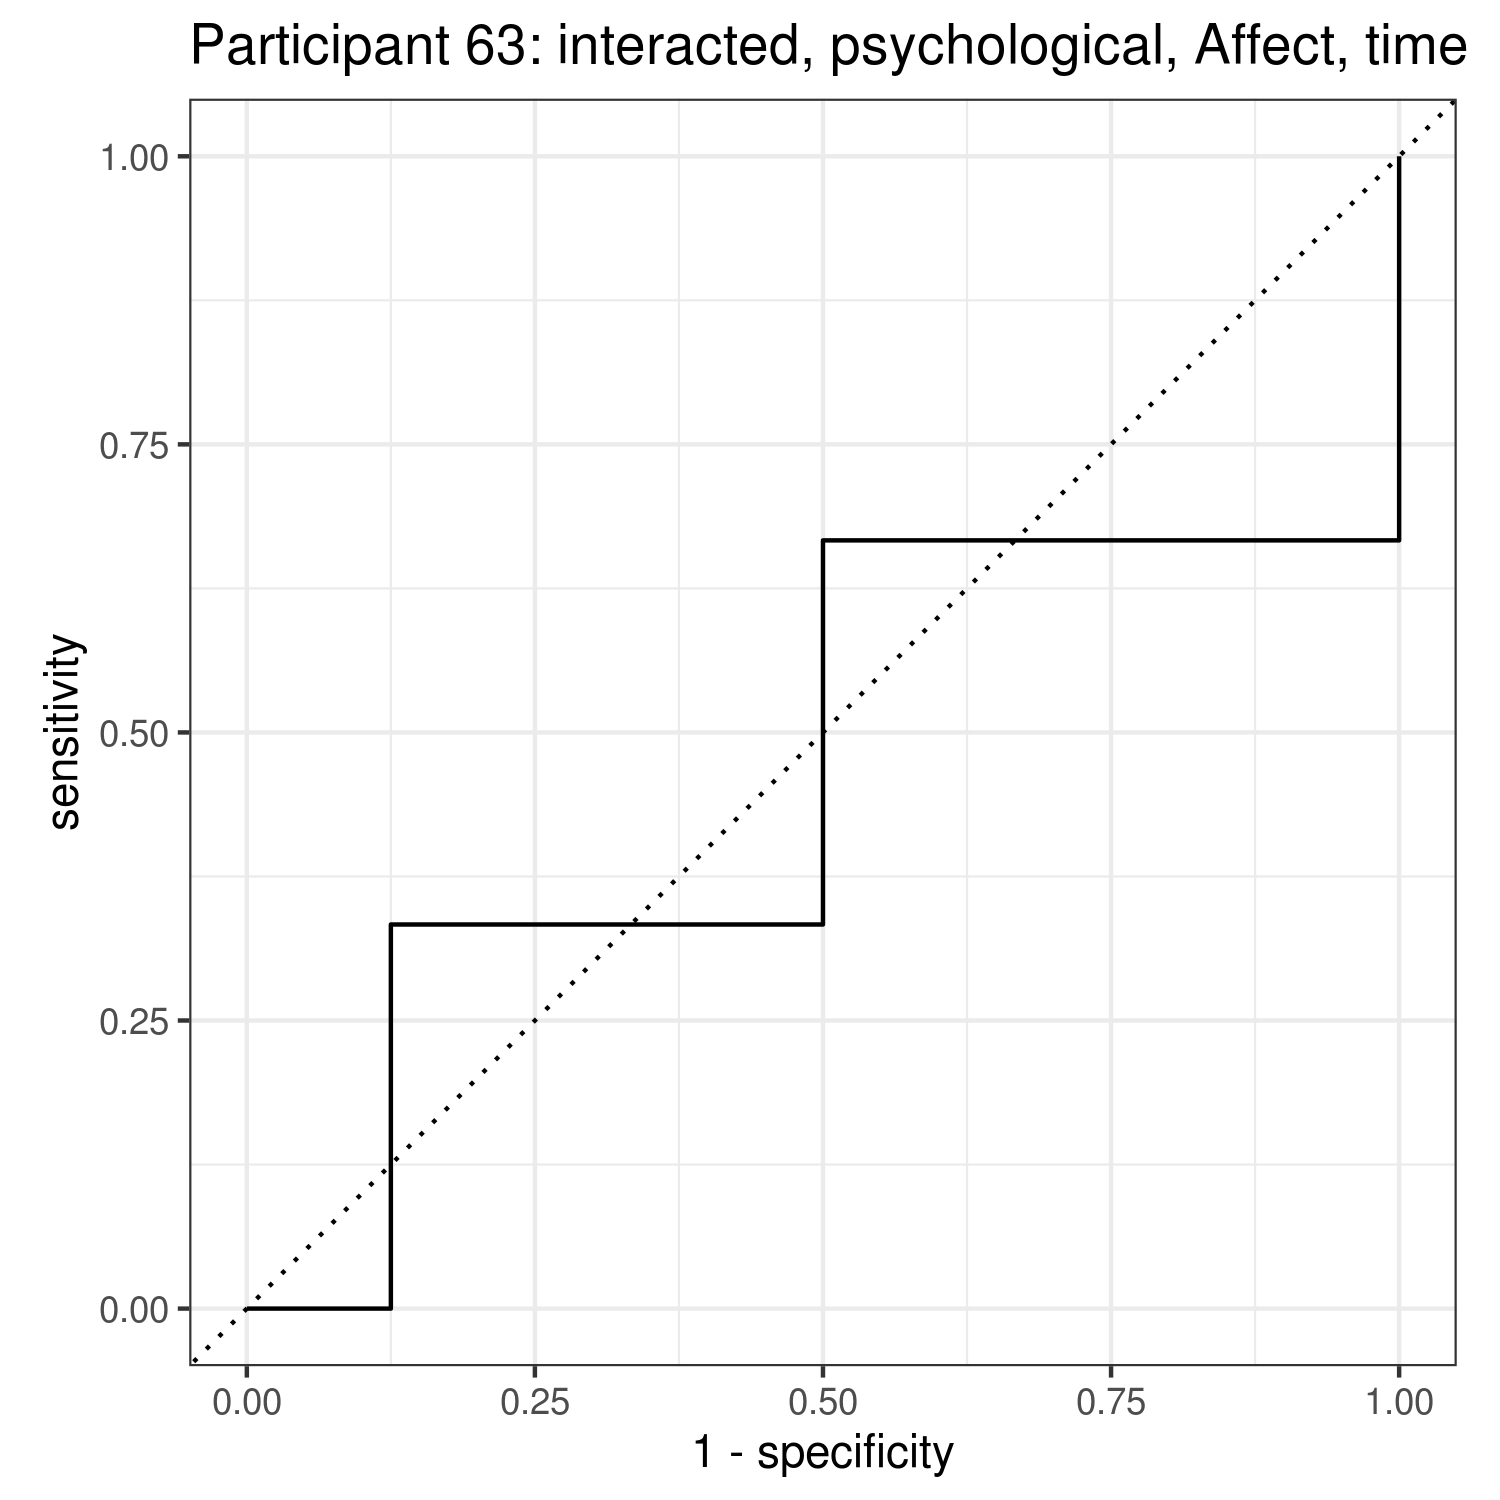 Participant 63: interacted, psychological, Affect, time
1.00
0.75
0.50
0.25
0.00
sensitivity
0.00 0.25 0.50 0.75 1.00
1 - specificity